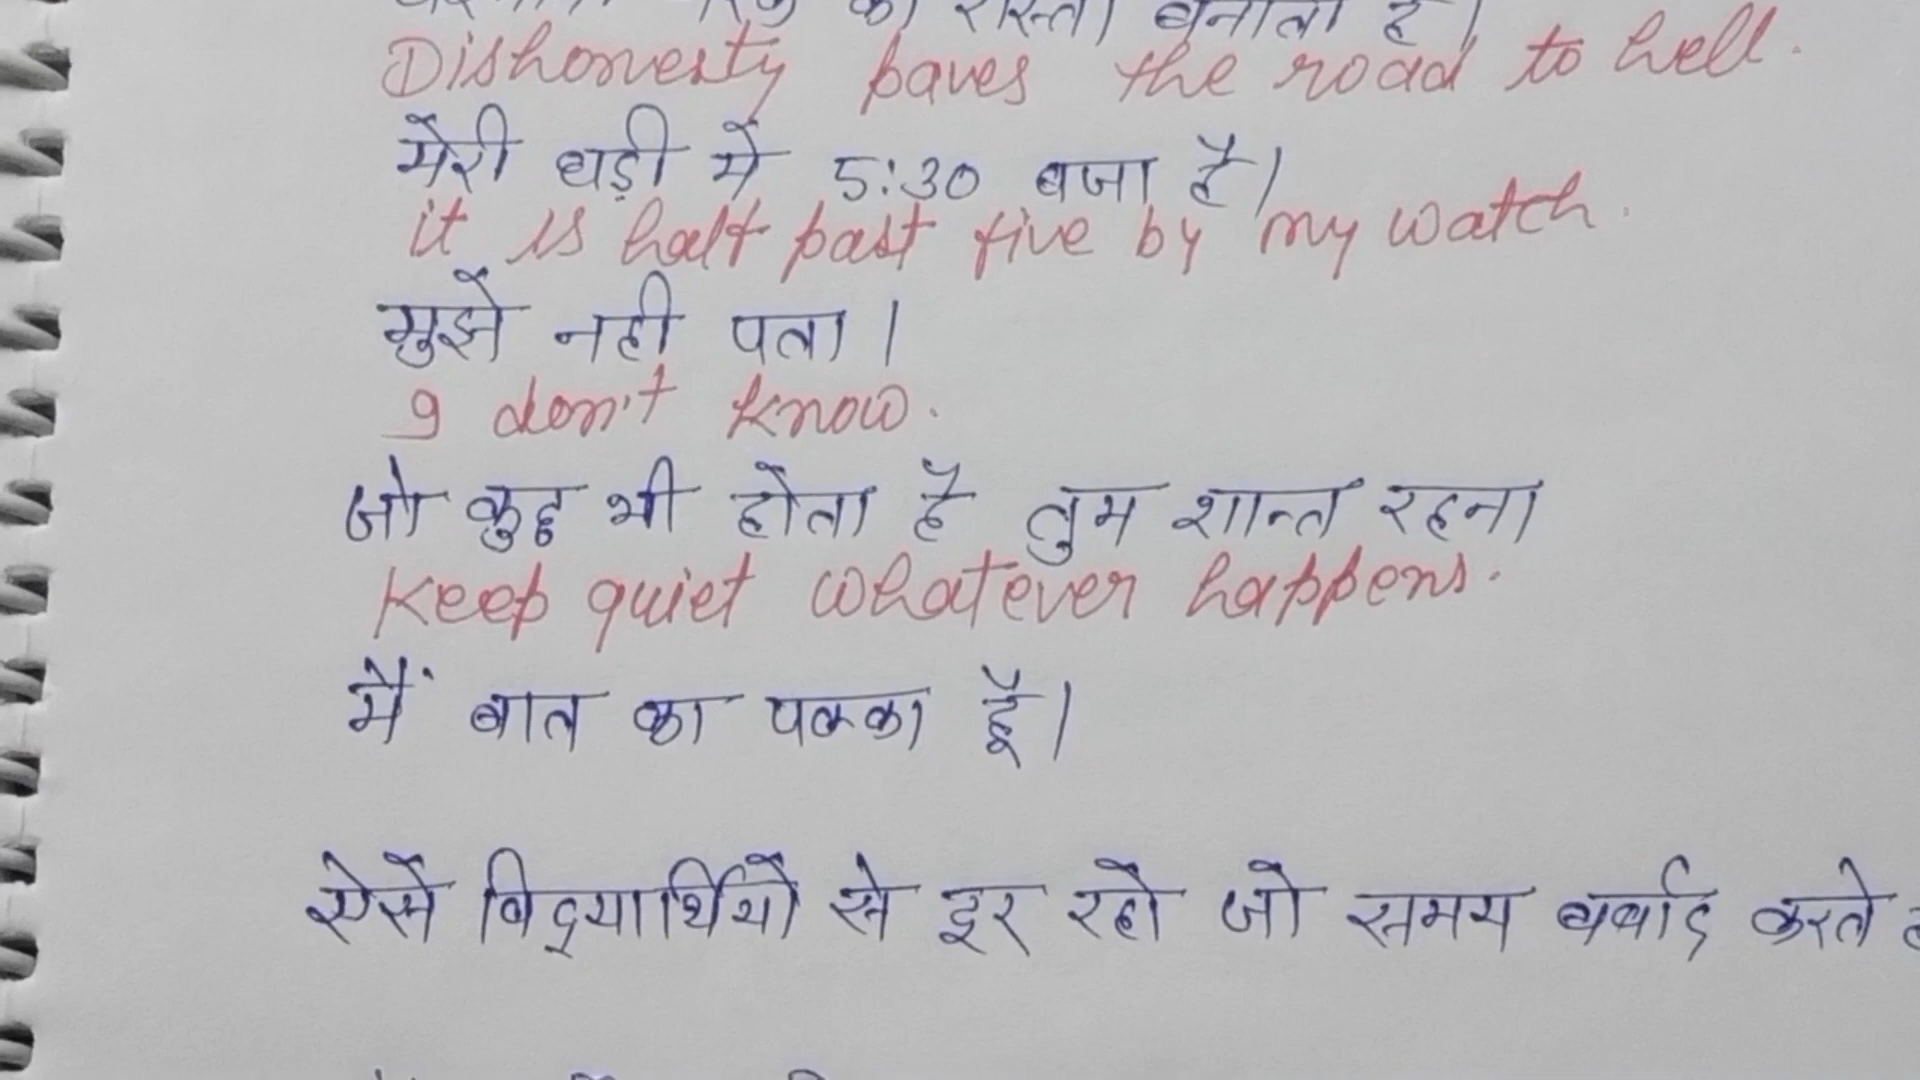 का रास्ता बनाता है।
Dishonesty paves the road to hell.
मेरी घड़ी मे 5:30 बजा है।
it is half past five by my watch.
मुझे नही पता।
I don't know.
जो कुछ भी होता है तुम शान्त रहना
Keep quiet whatever happens.
मैं बात का पक्का हूँ।
ऐसे विद्यार्थियों से दूर रहो जो समय बर्बाद करते